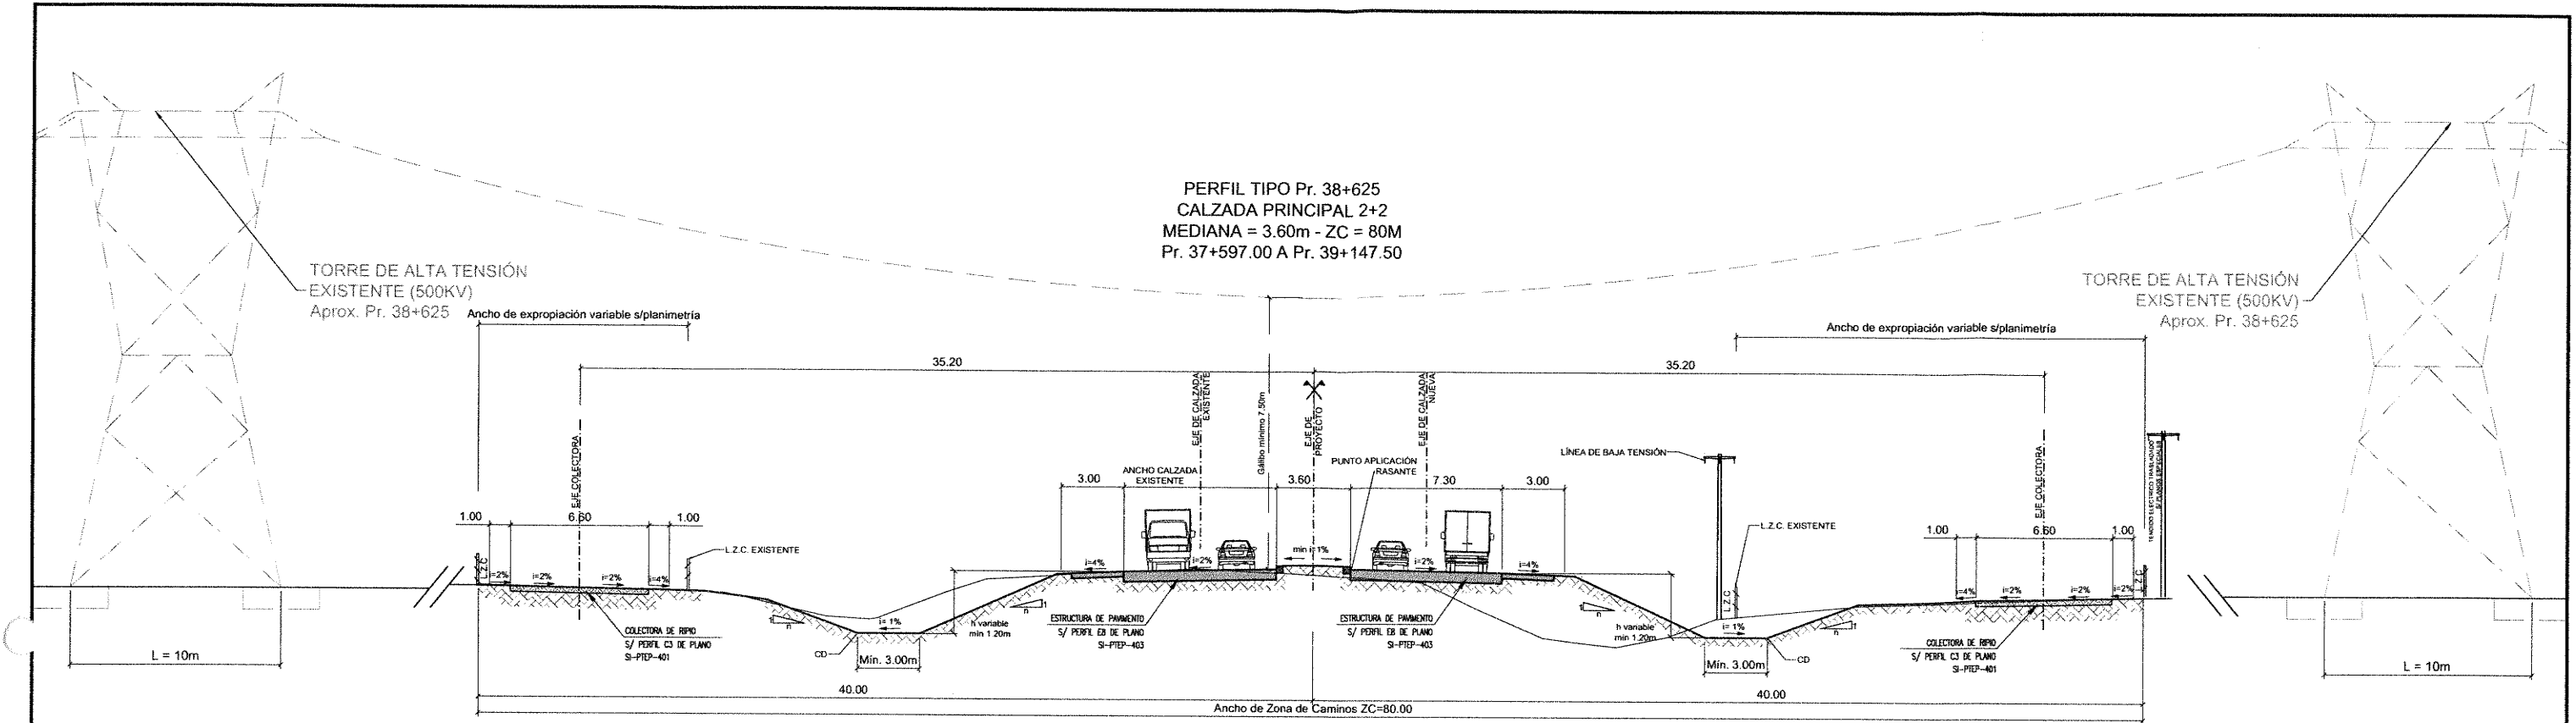 PERFIL TIPO Pr. 38+625
CALZADA PRINCIPAL 2+2
MEDIANA = 3.60m - ZC = 80M
Pr. 37+597.00 A Pr. 39+147.50
TORRE DE ALTA TENSIÓN
EXISTENTE (500KV)
Aprox. Pr. 38+625
TORRE DE ALTA TENSIÓN
EXISTENTE (500KV)
Aprox. Pr. 38+625
Ancho de expropiación variable s/planimetría
Ancho de expropiación variable s/planimetría
35.20
35.20
EJE COLECTORA
EJE DE CALZADA
EXISTENTE
Gálibo mínimo 7.50m
EJE DE
PROYECTO
EJE DE CALZADA
NUEVA
EJE COLECTORA
TENDIDO ELECTRICO TRASLADADO
S/ PLANOS ESPECIALES
LÍNEA DE BAJA TENSIÓN
3.00
ANCHO CALZADA
EXISTENTE
3.60
PUNTO APLICACIÓN
RASANTE
7.30
3.00
1.00
6.60
1.00
L.Z.C. EXISTENTE
L.Z.C. EXISTENTE
1.00
6.60
1.00
L.Z.C
i=2%
i=2%
i=2%
i=4%
i=4%
i=2%
min i=1%
i=2%
i=4%
L.Z.C
i=4%
i=2%
i=2%
i=2%
L.Z.C
1
n
i= 1%
1
n
h variable
min 1.20m
ESTRUCTURA DE PAVIMENTO
S/ PERFIL E8 DE PLANO
SI-PTEP-403
ESTRUCTURA DE PAVIMENTO
S/ PERFIL E8 DE PLANO
SI-PTEP-403
1
n
h variable
min 1.20m
i= 1%
1
n
COLECTORA DE RIPIO
S/ PERFIL C3 DE PLANO
SI-PTEP-401
CD
Mín. 3.00m
Mín. 3.00m
CD
COLECTORA DE RIPIO
S/ PERFIL C3 DE PLANO
SI-PTEP-401
L = 10m
L = 10m
40.00
40.00
Ancho de Zona de Caminos ZC=80.00